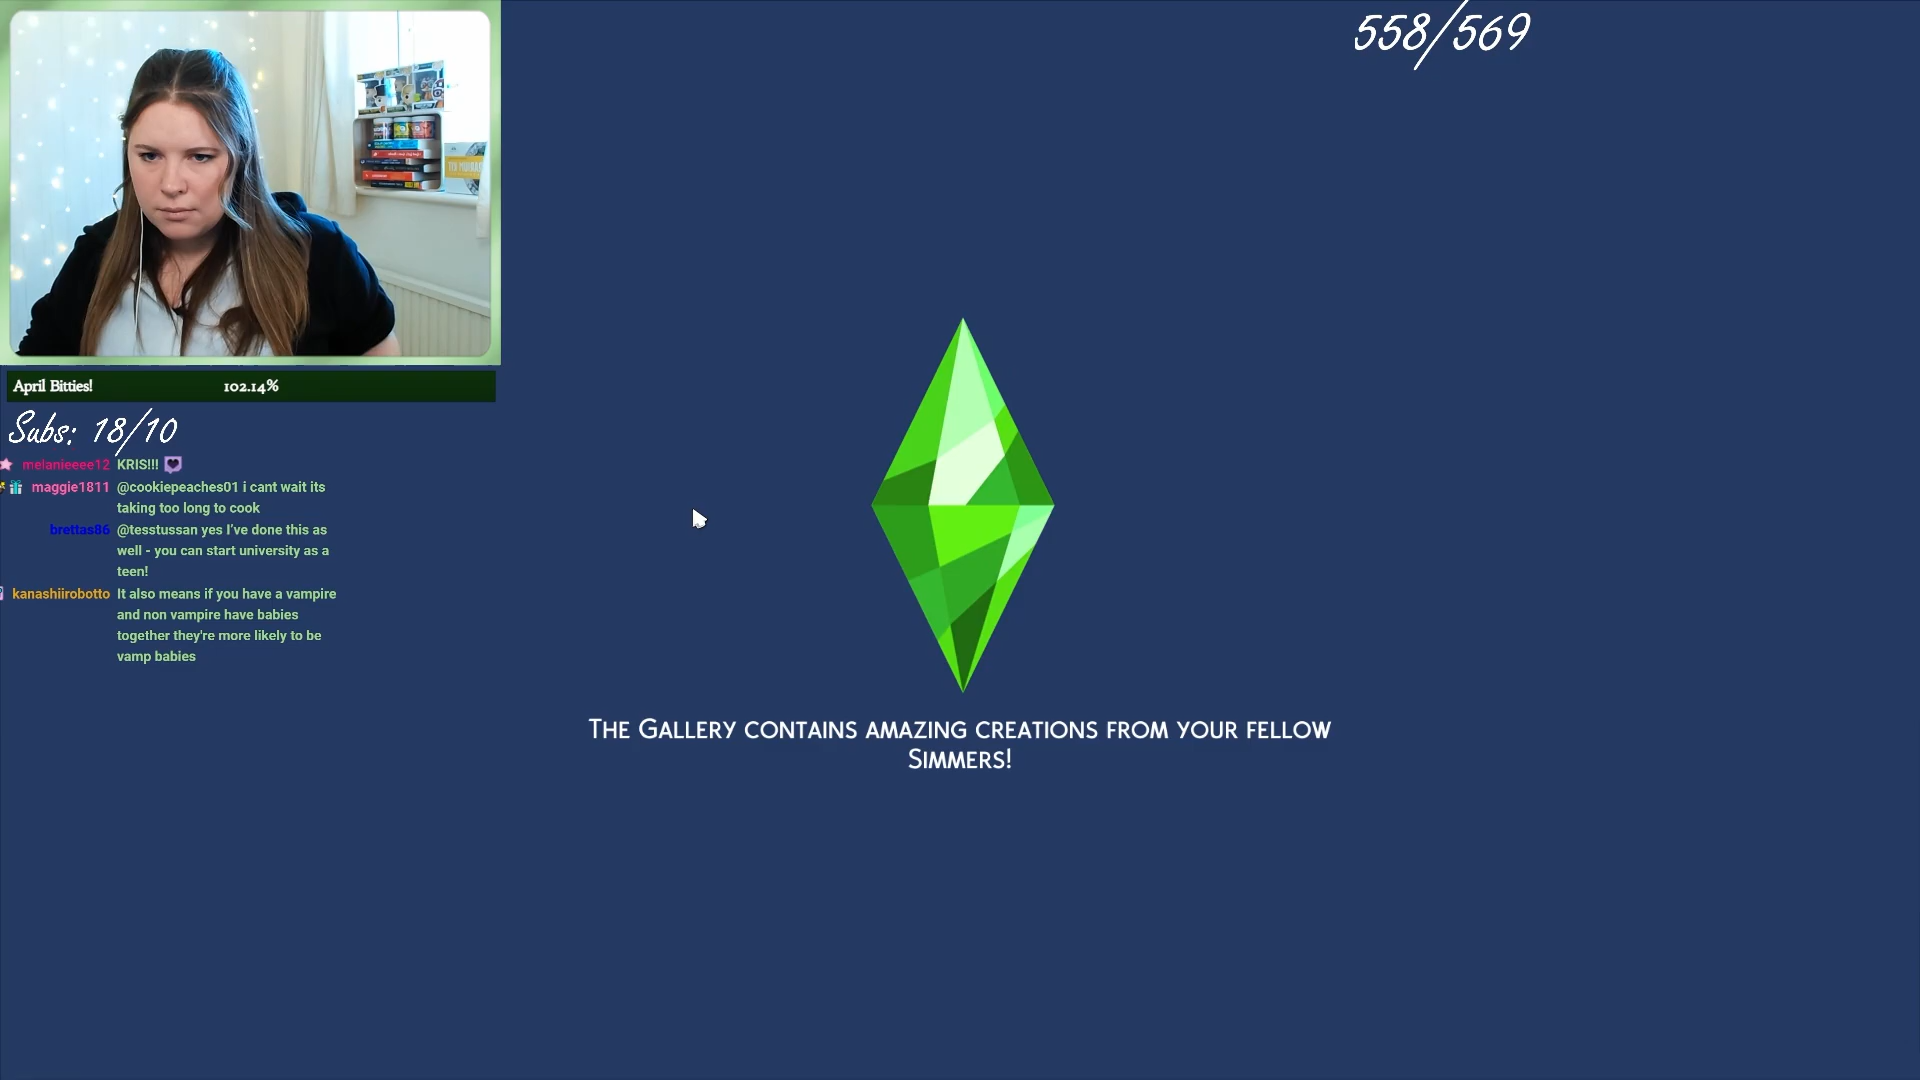 558/569
April Bitties! 102.14%
Subs: 18/10
melanieeee12 KRIS!!!
maggie1811 @cookiepeaches01 i cant wait its
taking too long to cook
brettas86 @tesstussan yes I've done this as
well - you can start university as a
teen!
kanashiirobotto It also means if you have a vampire
and non vampire have babies
together they're more likely to be
vamp babies
The Gallery contains amazing creations from your fellow
Simmers!